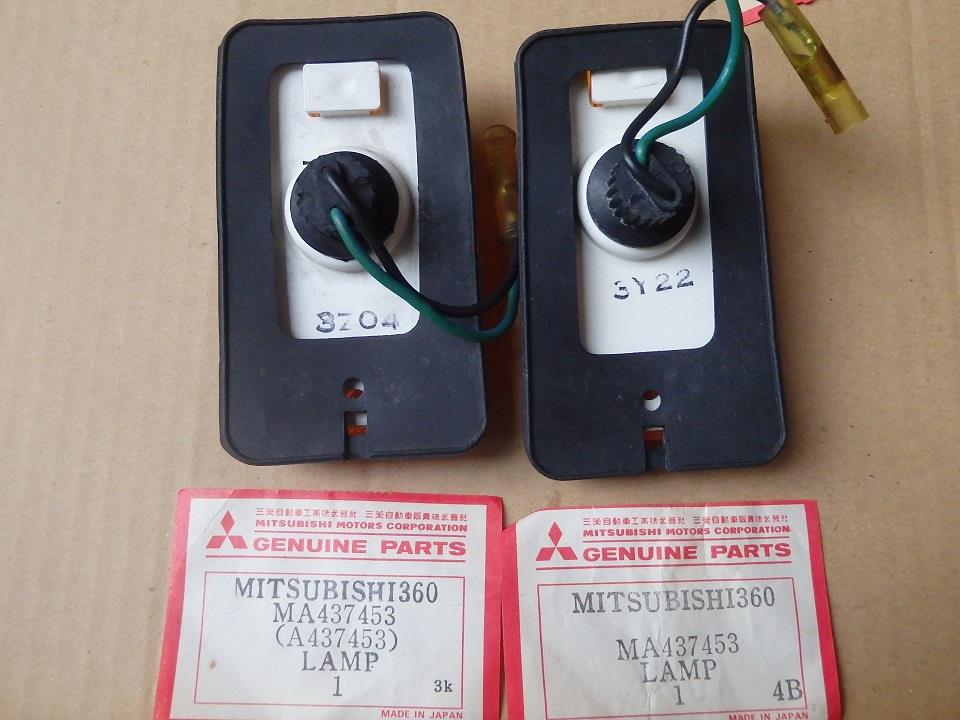 3Z04
3Y22
三菱自動車工業株式会社 三菱自動車販売株式会社
MITSUBISHI MOTORS CORPORATION
GENUINE PARTS
MITSUBISHI360
MA437453
(A437453)
LAMP
1 3k
MADE IN JAPAN
三菱自動車工業株式会社 三菱自動車販売株式会社
MITSUBISHI MOTORS CORPORATION
GENUINE PARTS
MITSUBISHI360
MA437453
LAMP
1 4B
MADE IN JAPAN